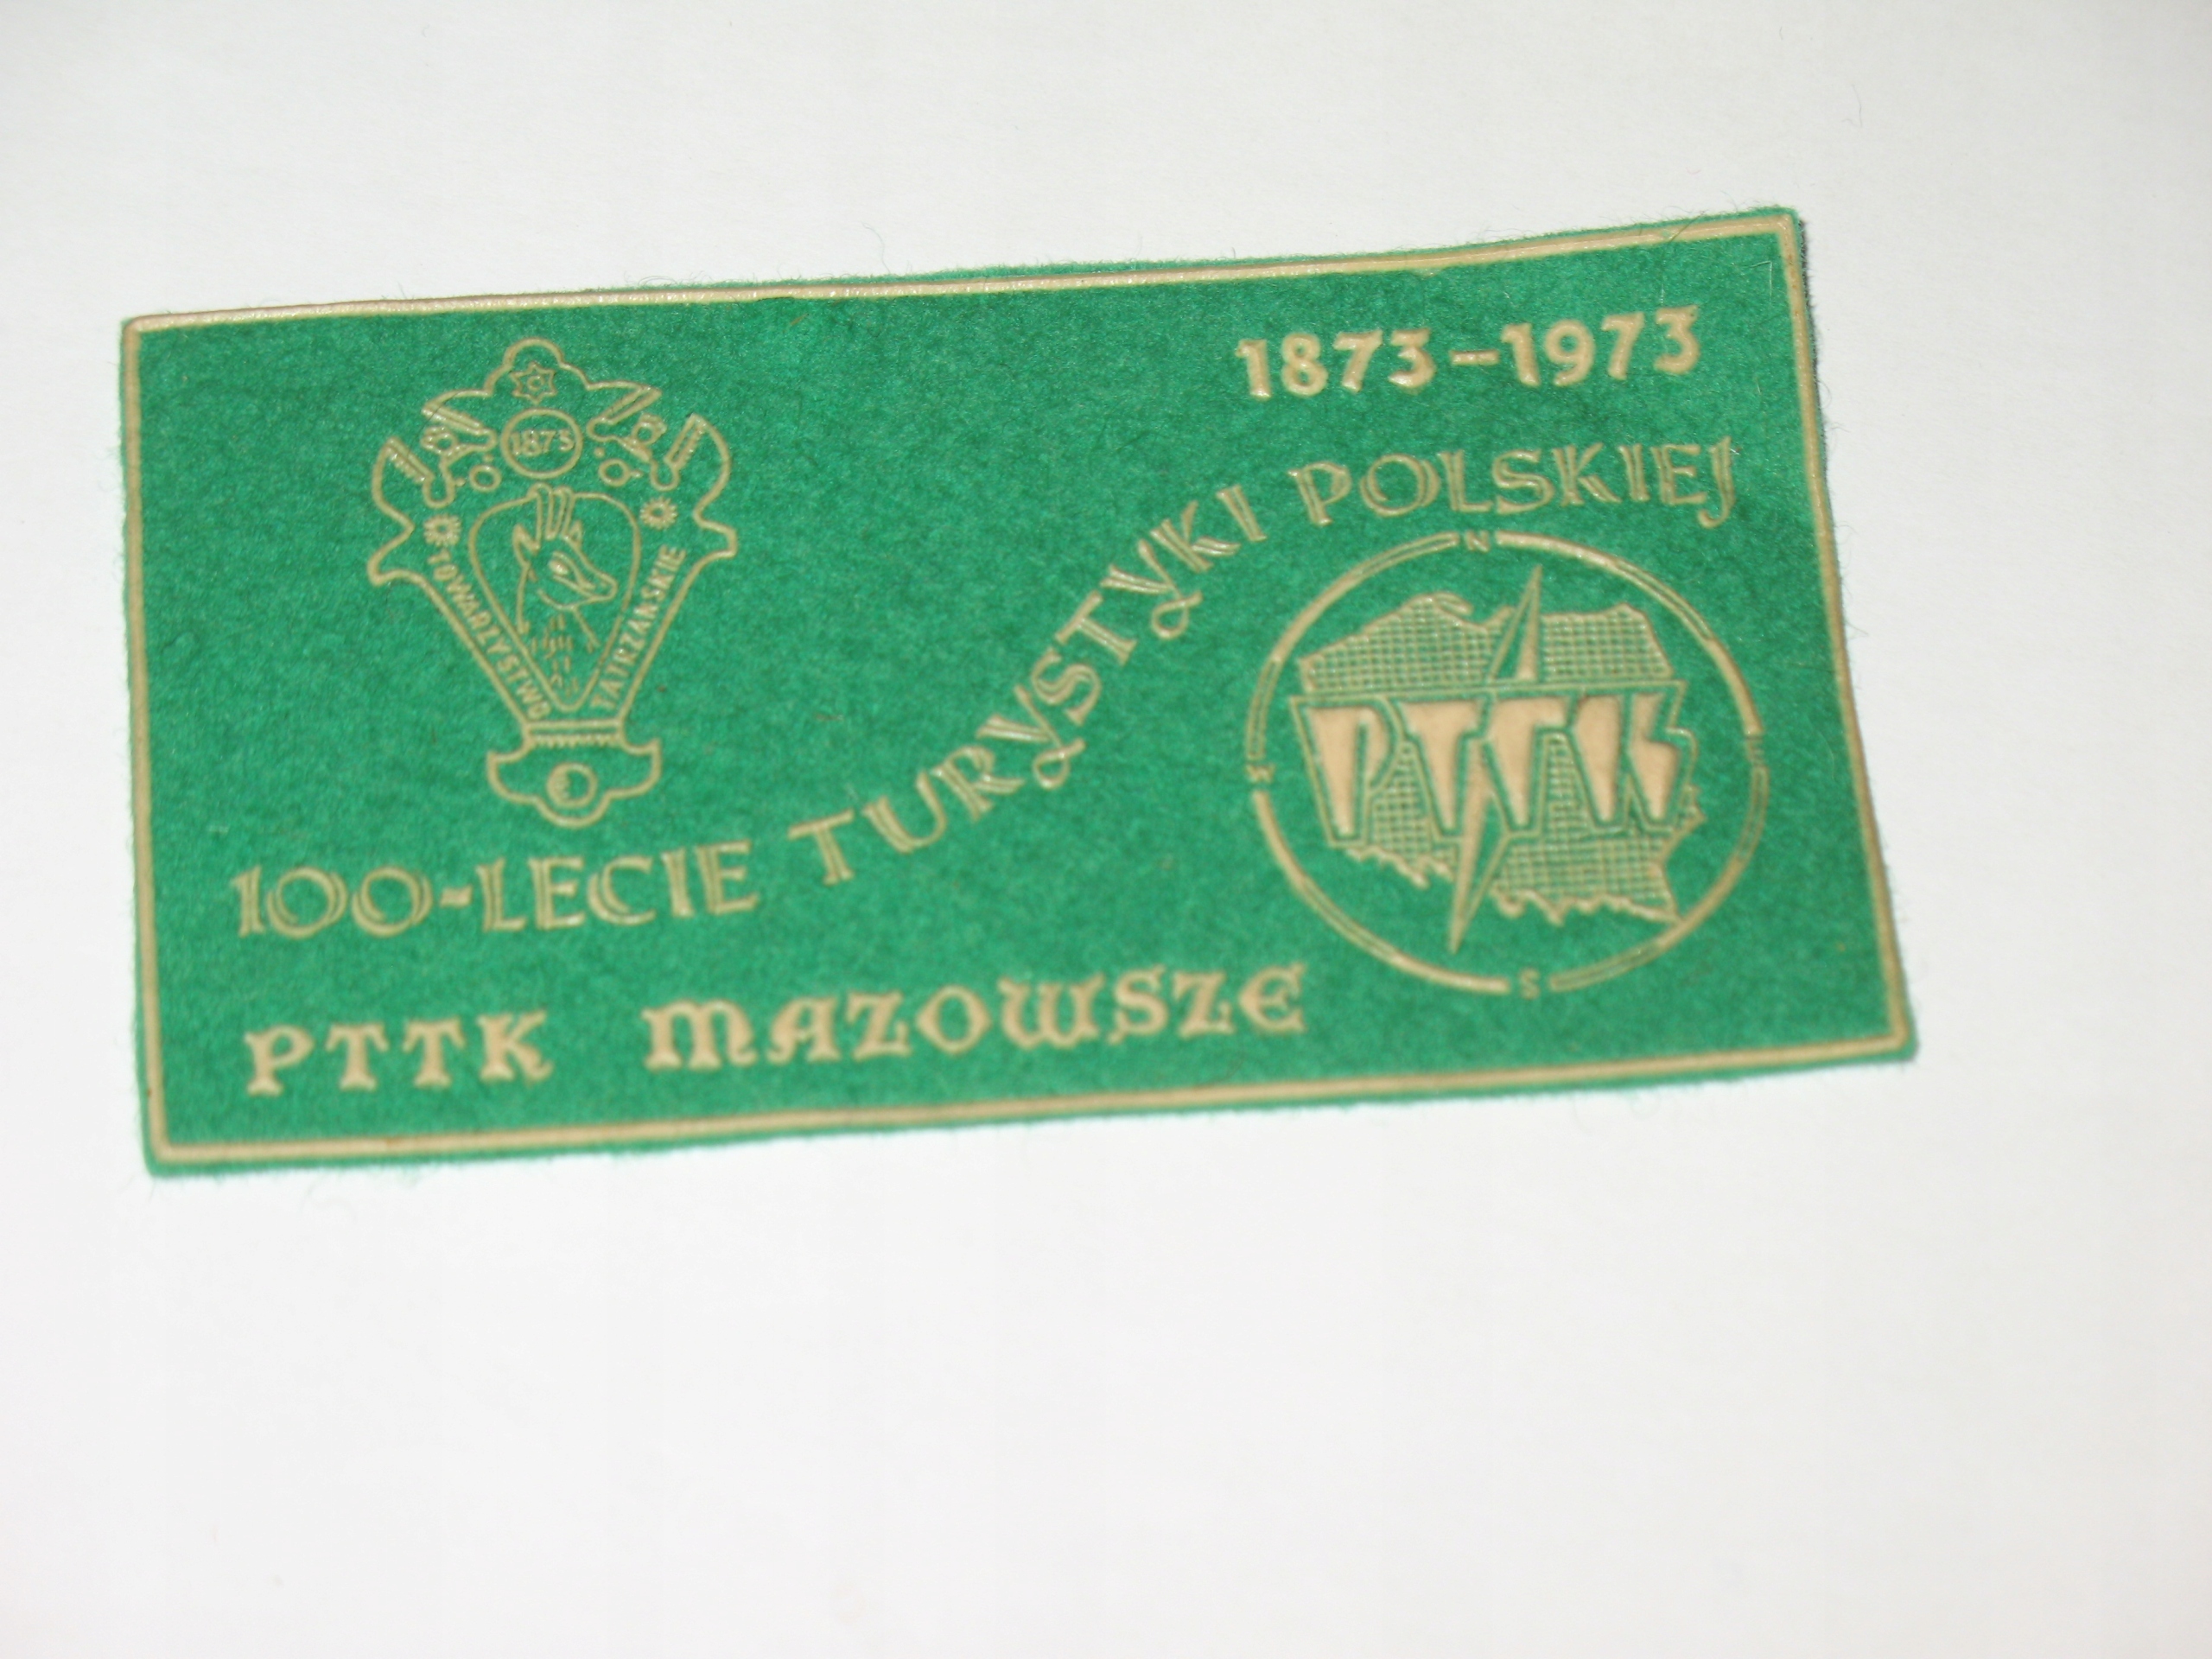 1873-1973
1873
TOWARZYSTWO TATRZAŃSKIE
100-LECIE TURYSTYKI POLSKIEJ
N
W
E
PTTK
S
PTTK MAZOWSZE